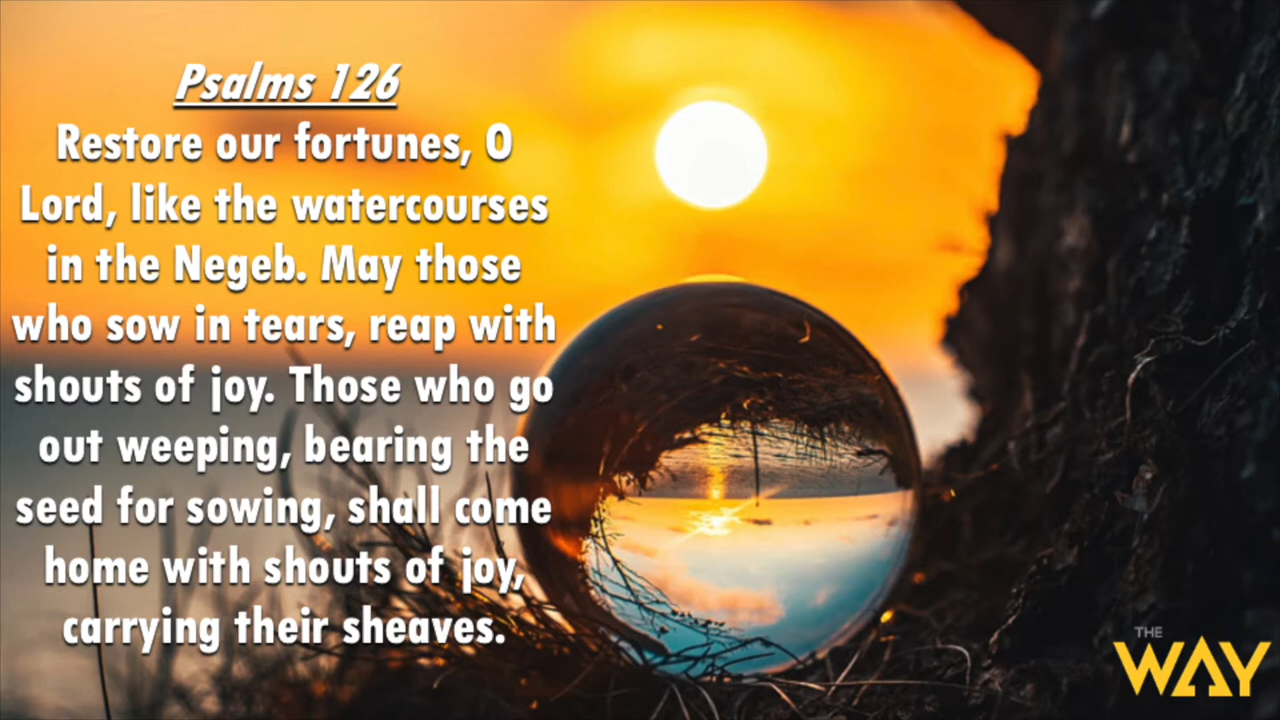 Psalms 126
Restore our fortunes, O
Lord, like the watercourses
in the Negeb. May those
who sow in tears, reap with
shouts of joy. Those who go
out weeping, bearing the
seed for sowing, shall come
home with shouts of joy,
carrying their sheaves.
THE
WAY